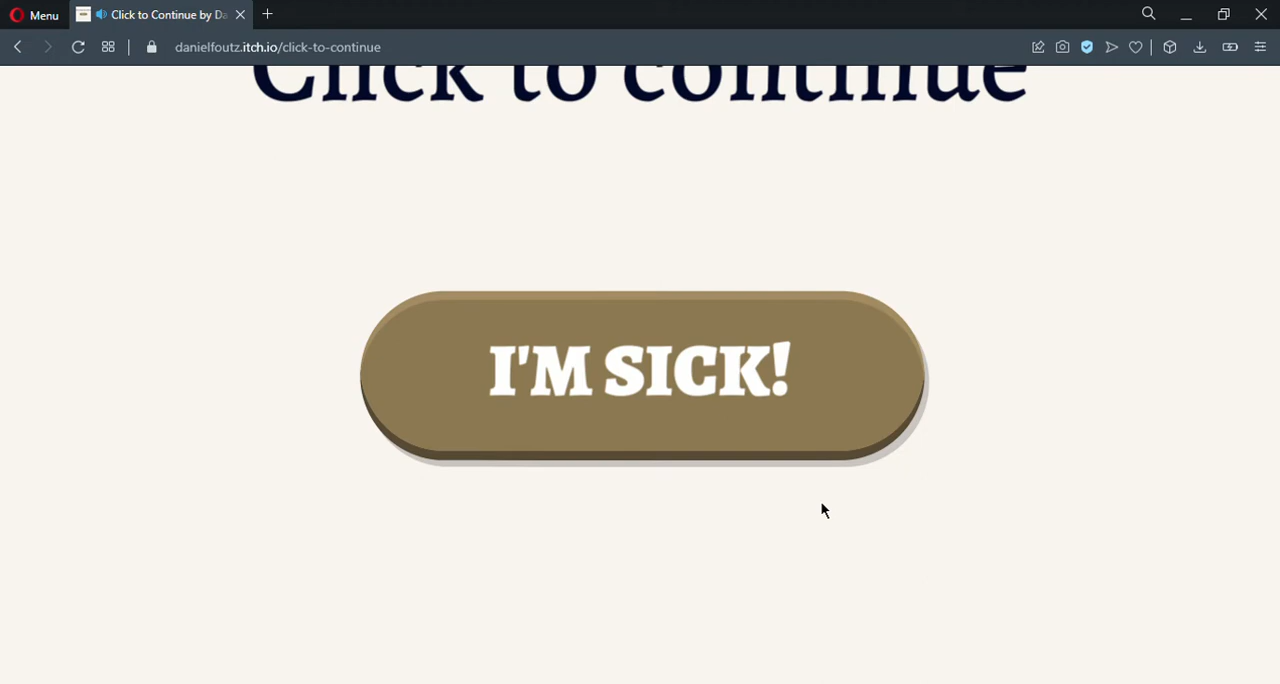 Menu
Click to Continue by Da
danielfoutz.itch.io/click-to-continue
Click to continue
I'M SICK!